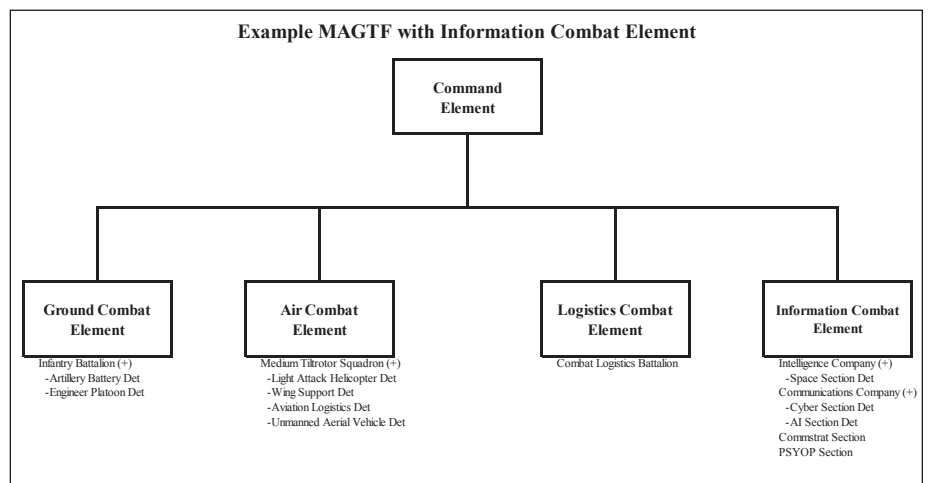 Example MAGTF with Information Combat Element
Command
Element
Ground Combat
Element
Infantry Battalion (+)
-Artillery Battery Det
-Engineer Platoon Det
Air Combat
Element
Medium Tiltrotor Squadron (+)
-Light Attack Helicopter Det
-Wing Support Det
-Aviation Logistics Det
-Unmanned Aerial Vehicle Det
Logistics Combat
Element
Combat Logistics Battalion
Information Combat
Element
Intelligence Company (+)
-Space Section Det
Communications Company (+)
-Cyber Section Det
-AI Section Det
Commstrat Section
PSYOP Section